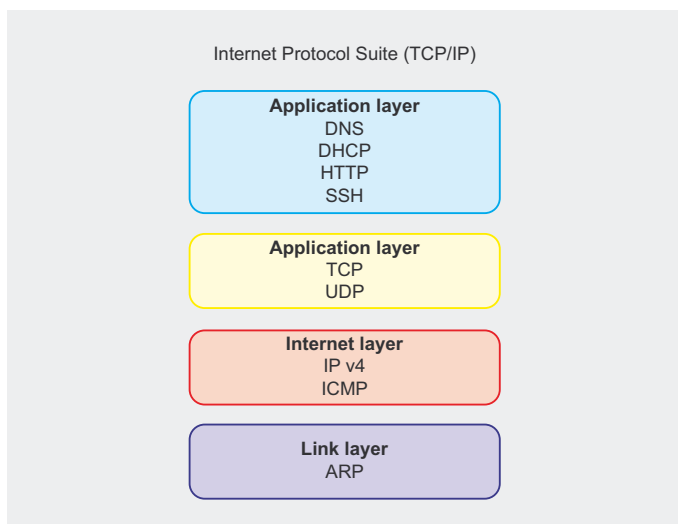 Internet Protocol Suite (TCP/IP)
Application layer
DNS
DHCP
HTTP
SSH
Application layer
TCP
UDP
Internet layer
IP v4
ICMP
Link layer
ARP